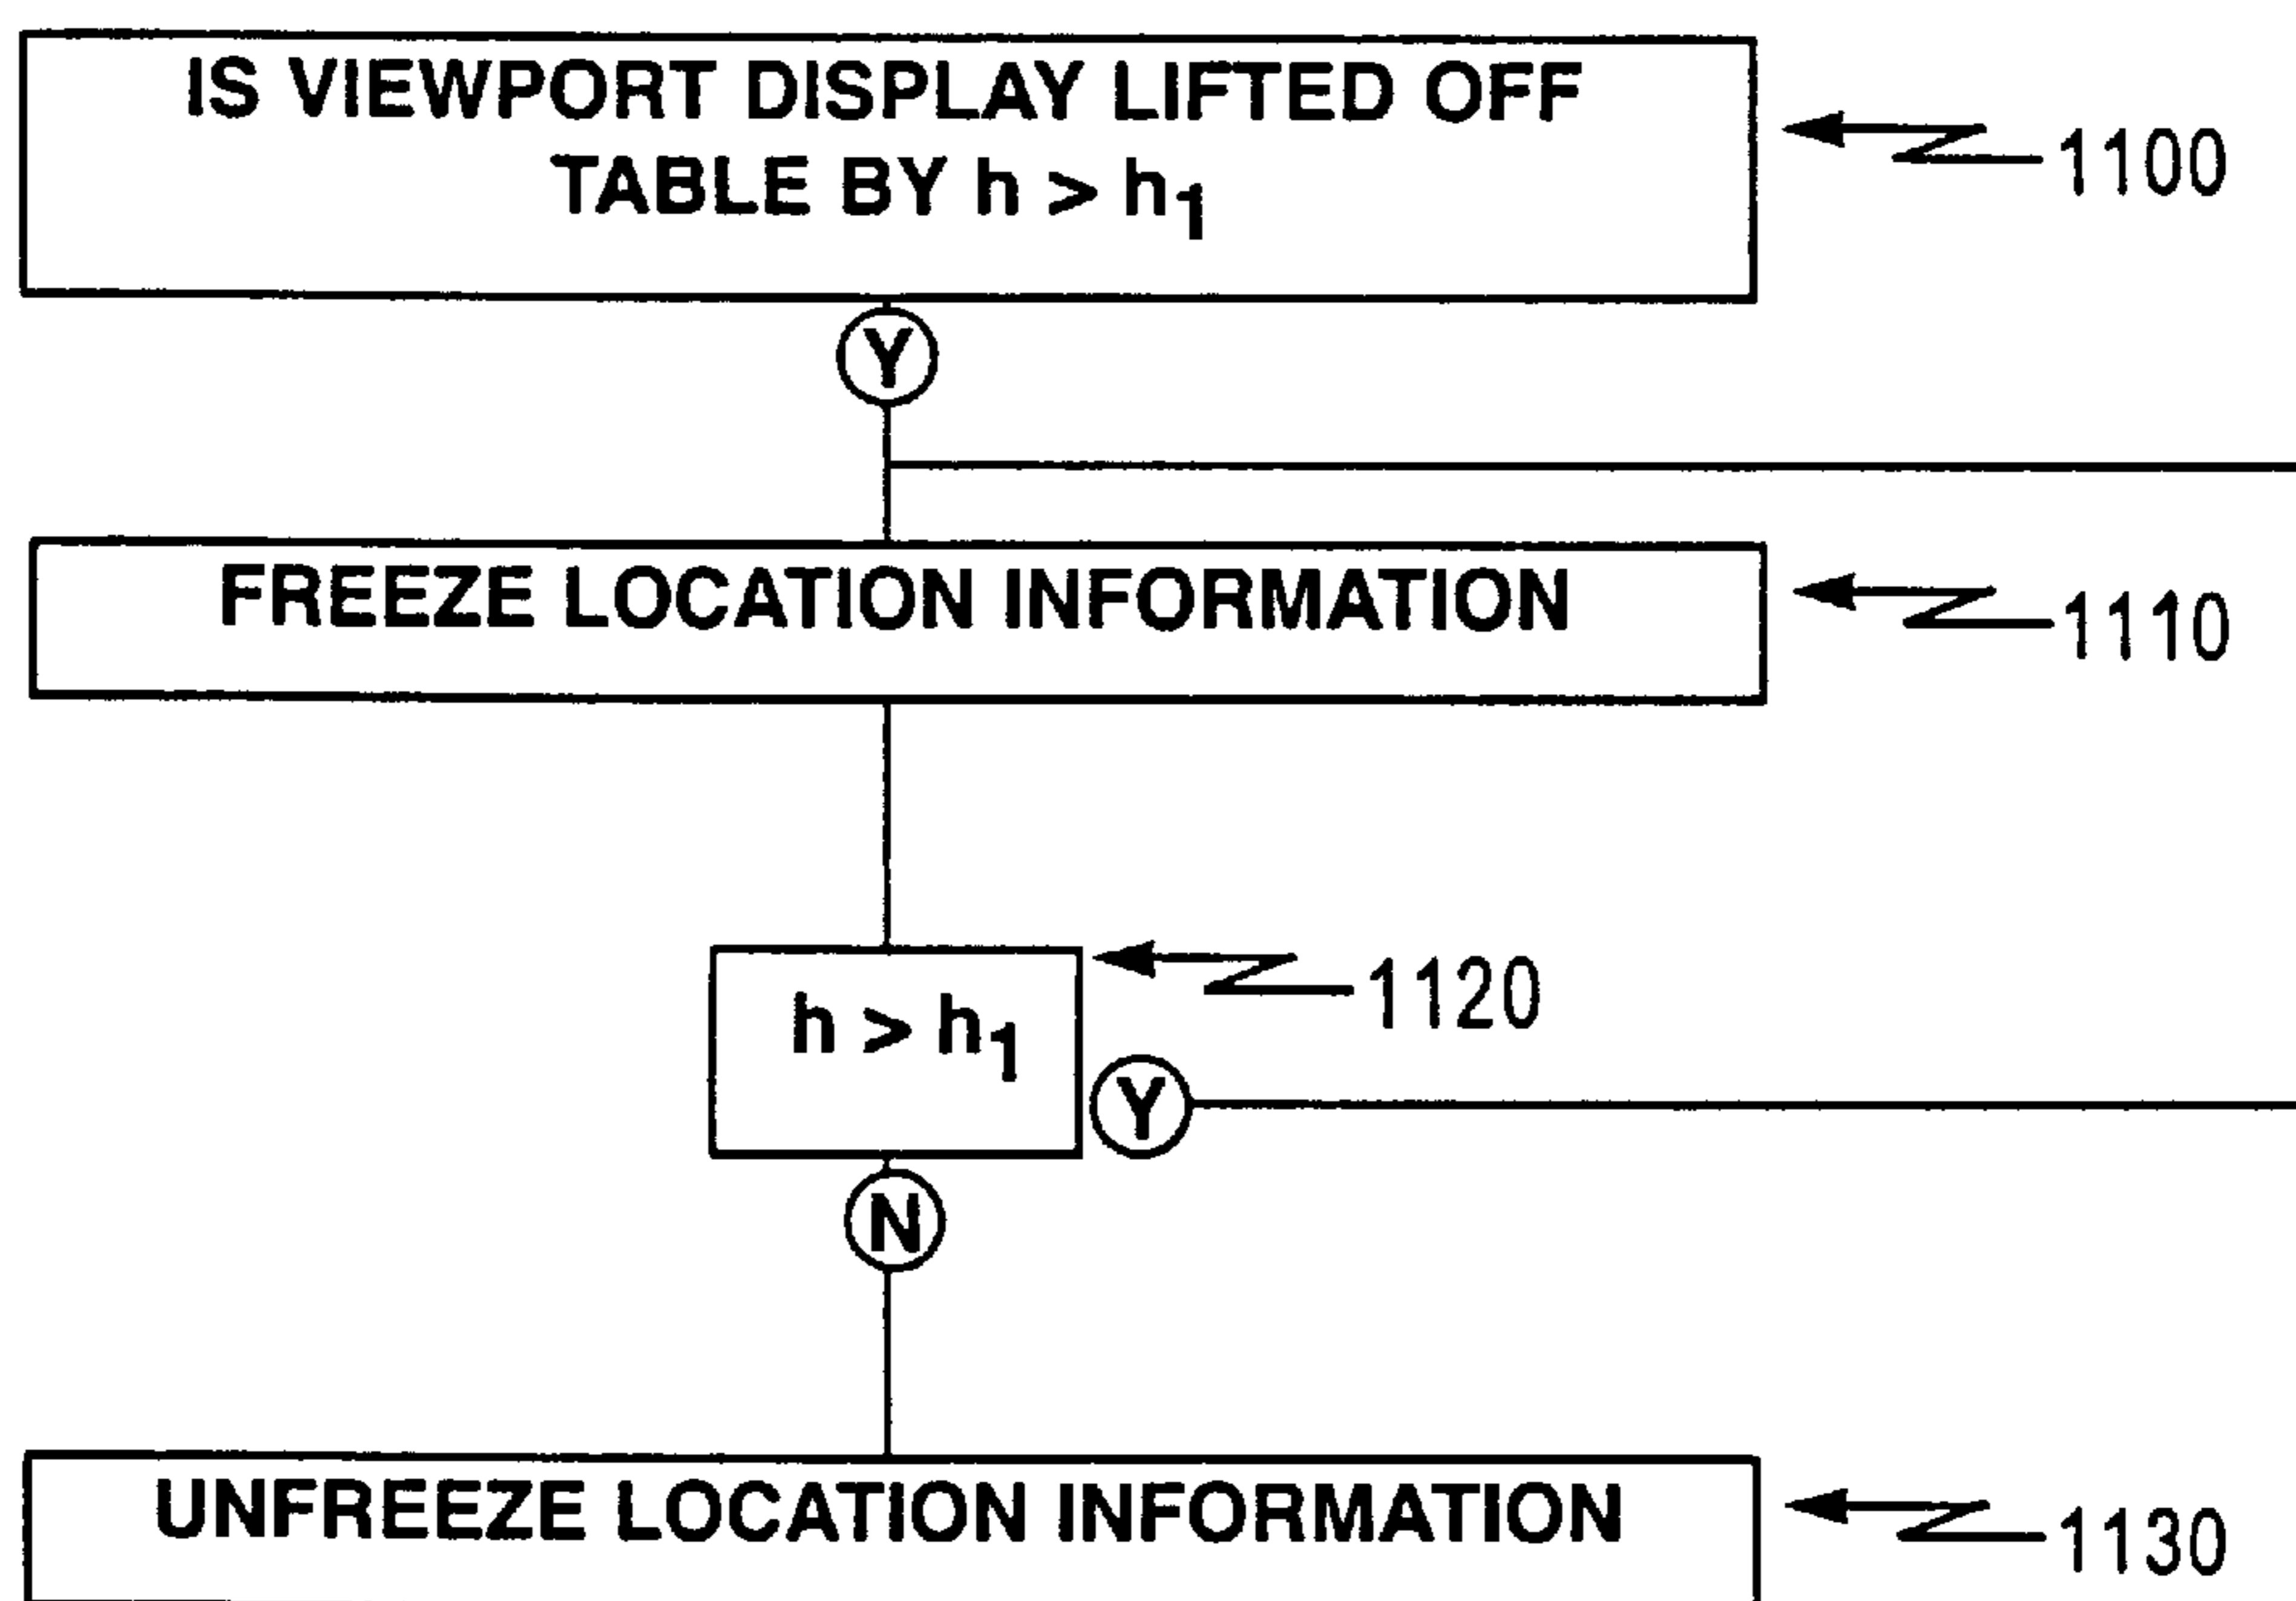 IS VIEWPORT DISPLAY LIFTED OFF
TABLE BY h > h₁
1100
Y
FREEZE LOCATION INFORMATION
1110
h > h₁
1120
Y
N
UNFREEZE LOCATION INFORMATION
1130